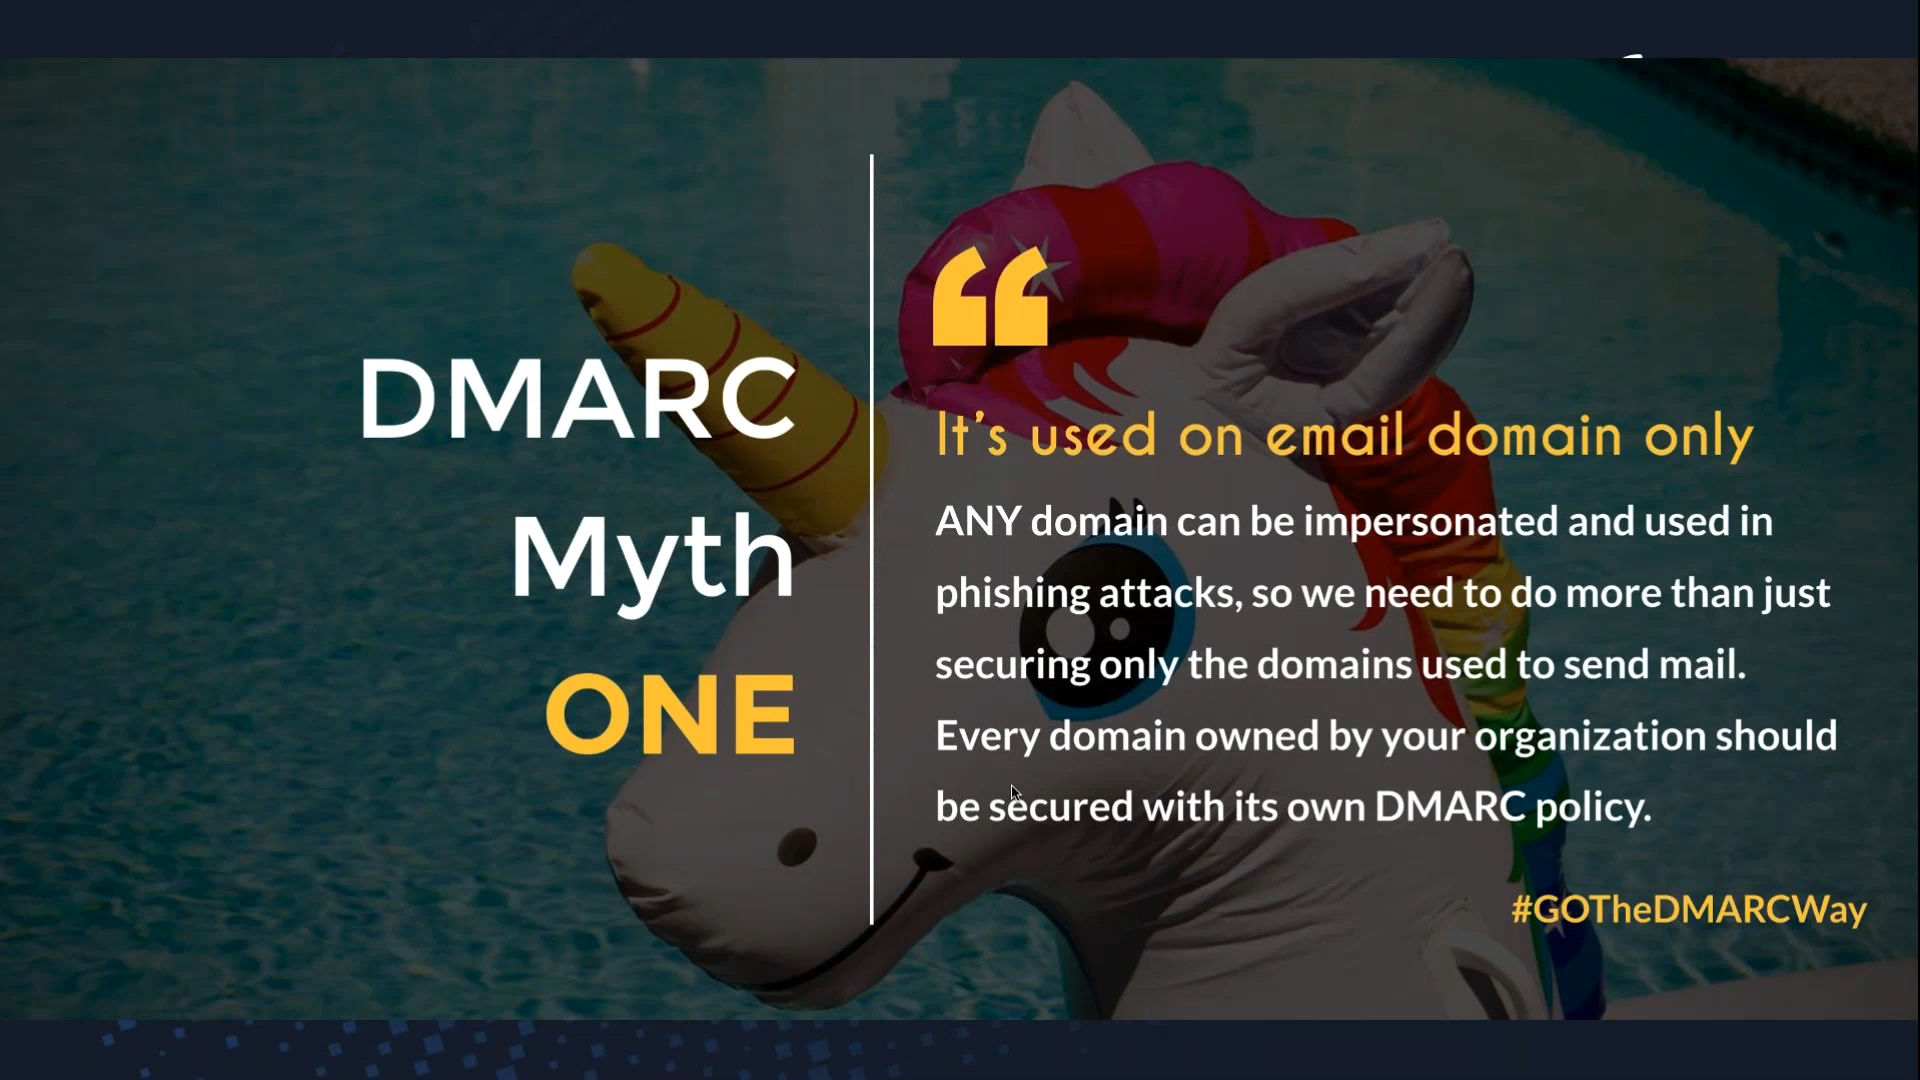 DMARC
Myth
ONE
“
It's used on email domain only
ANY domain can be impersonated and used in
phishing attacks, so we need to do more than just
securing only the domains used to send mail.
Every domain owned by your organization should
be secured with its own DMARC policy.
#GOTheDMARCWay